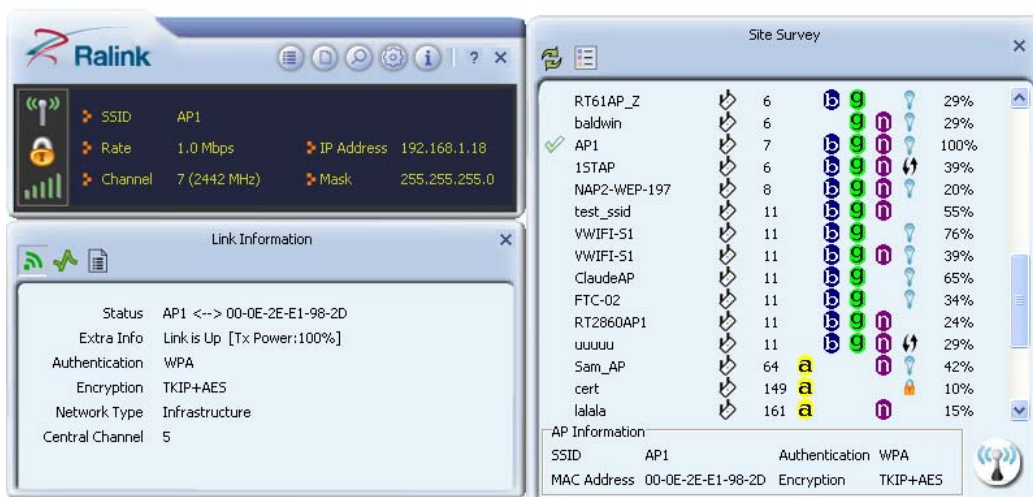 Ralink
? ×
SSID AP1
Rate 1.0 Mbps IP Address 192.168.1.18
Channel 7 (2442 MHz) Mask 255.255.255.0
Link Information
Status AP1 <--> 00-0E-2E-E1-98-2D
Extra Info Link is Up [Tx Power:100%]
Authentication WPA
Encryption TKIP+AES
Network Type Infrastructure
Central Channel 5
Site Survey
RT61AP_Z 6 b g 29%
baldwin 6 g n 29%
AP1 7 b g n 100%
1STAP 6 b g n 39%
NAP2-WEP-197 8 b g n 20%
test_ssid 11 b g n 55%
VWIFI-S1 11 b g 76%
VWIFI-S1 11 b g n 39%
ClaudeAP 11 b g 65%
FTC-02 11 b g 34%
RT2860AP1 11 b g n 24%
uuuuu 11 b g n 29%
Sam_AP 64 a n 42%
cert 149 a 10%
lalala 161 a n 15%
AP Information
SSID AP1 Authentication WPA
MAC Address 00-0E-2E-E1-98-2D Encryption TKIP+AES